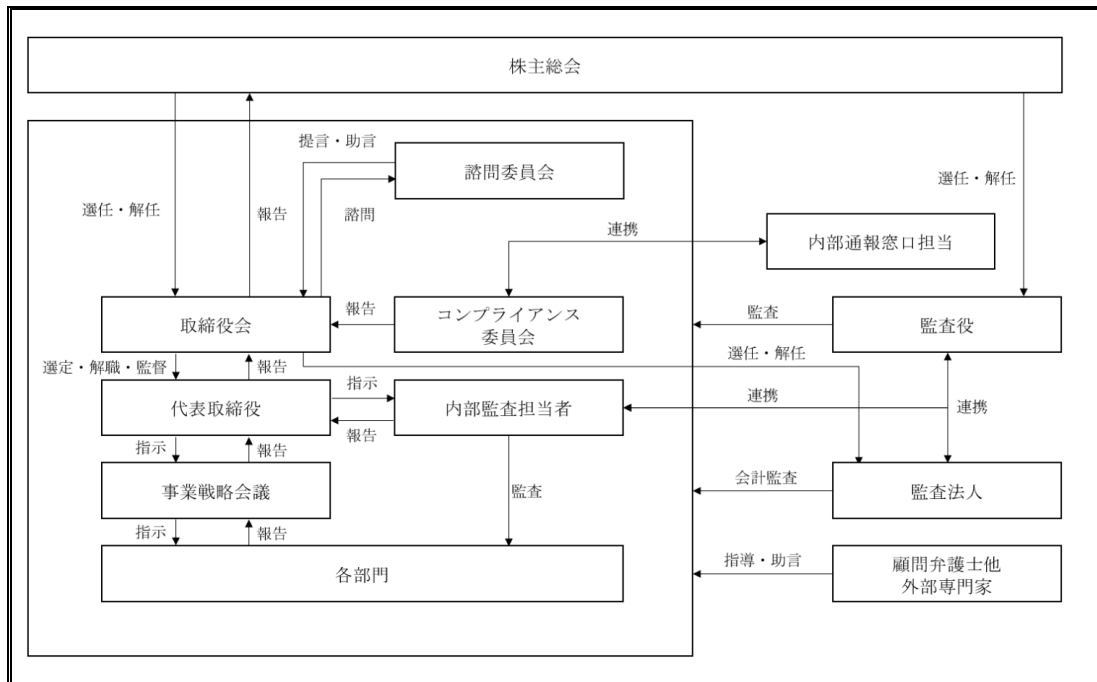 株主総会
提言・助言
諮問委員会
選任・解任
選任・解任
報告
諮問
連携
内部通報窓口担当
取締役会
報告
コンプライアンス
委員会
監査
監査役
選定・解職・監督
報告
選任・解任
代表取締役
指示
報告
内部監査担当者
連携
連携
指示
報告
事業戦略会議
監査
会計監査
監査法人
指示
報告
各部門
指導・助言
顧問弁護士他
外部専門家